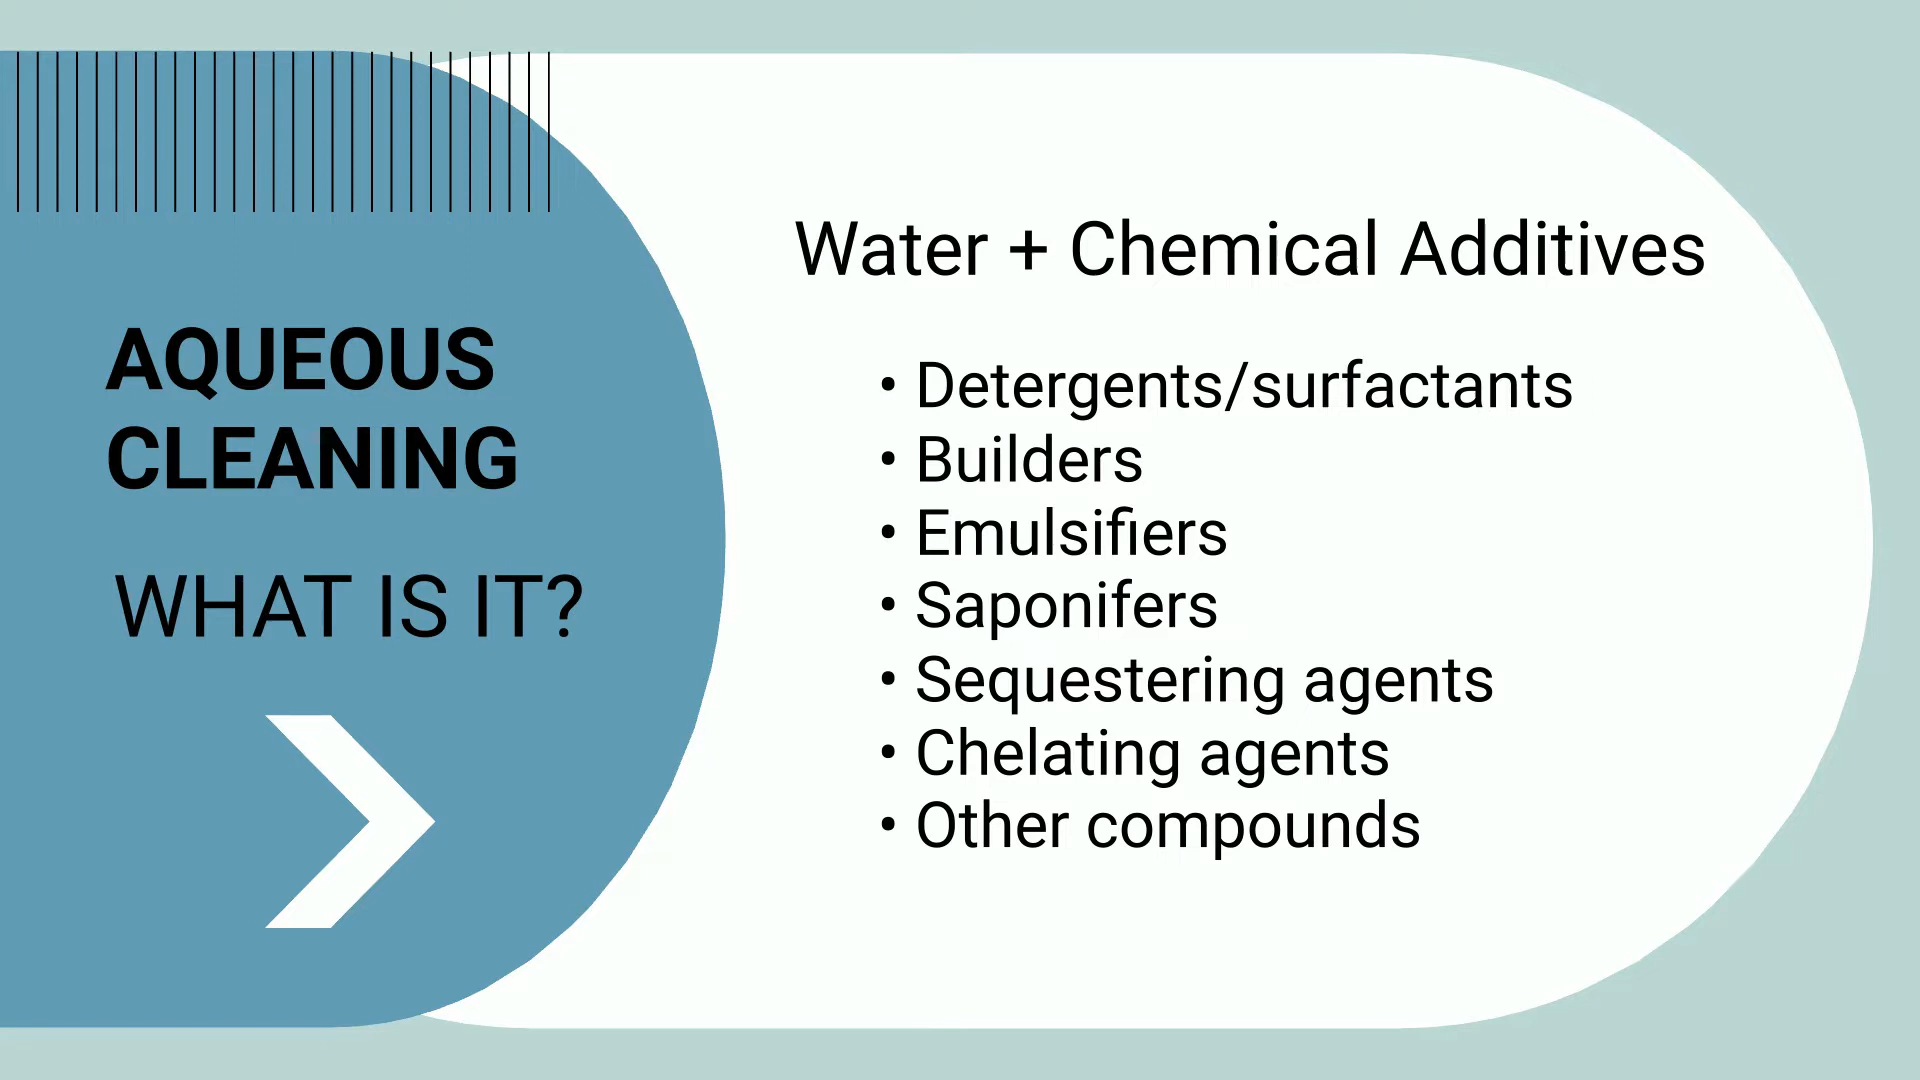 AQUEOUS
CLEANING
WHAT IS IT?
Water + Chemical Additives
• Detergents/surfactants
• Builders
• Emulsifiers
• Saponifers
• Sequestering agents
• Chelating agents
• Other compounds